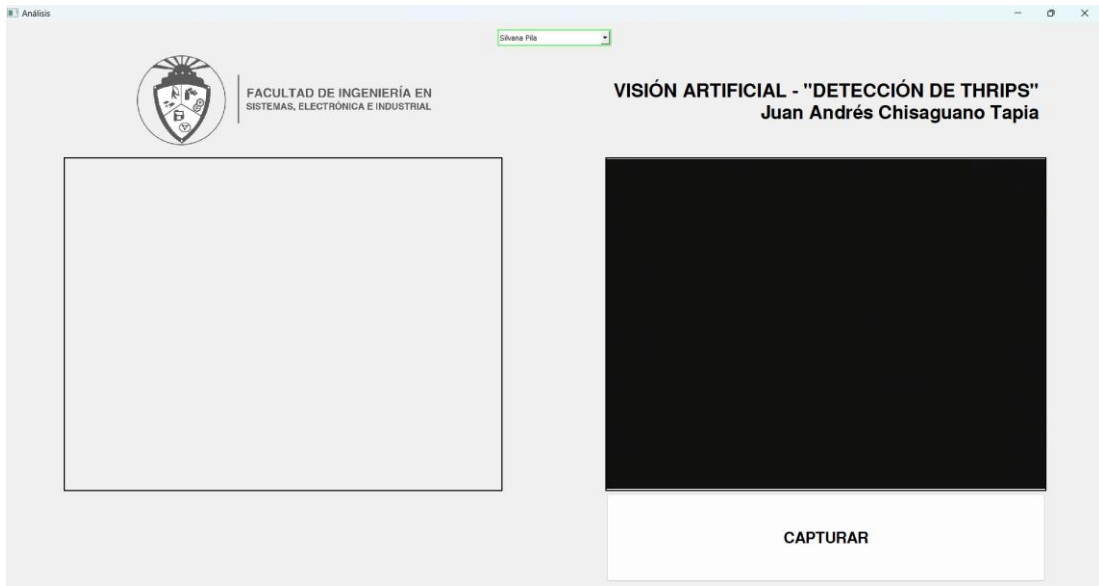 Análisis
Silvana Pila
FACULTAD DE INGENIERÍA EN
SISTEMAS, ELECTRÓNICA E INDUSTRIAL
VISIÓN ARTIFICIAL - "DETECCIÓN DE THRIPS"
Juan Andrés Chisaguano Tapia
CAPTURAR